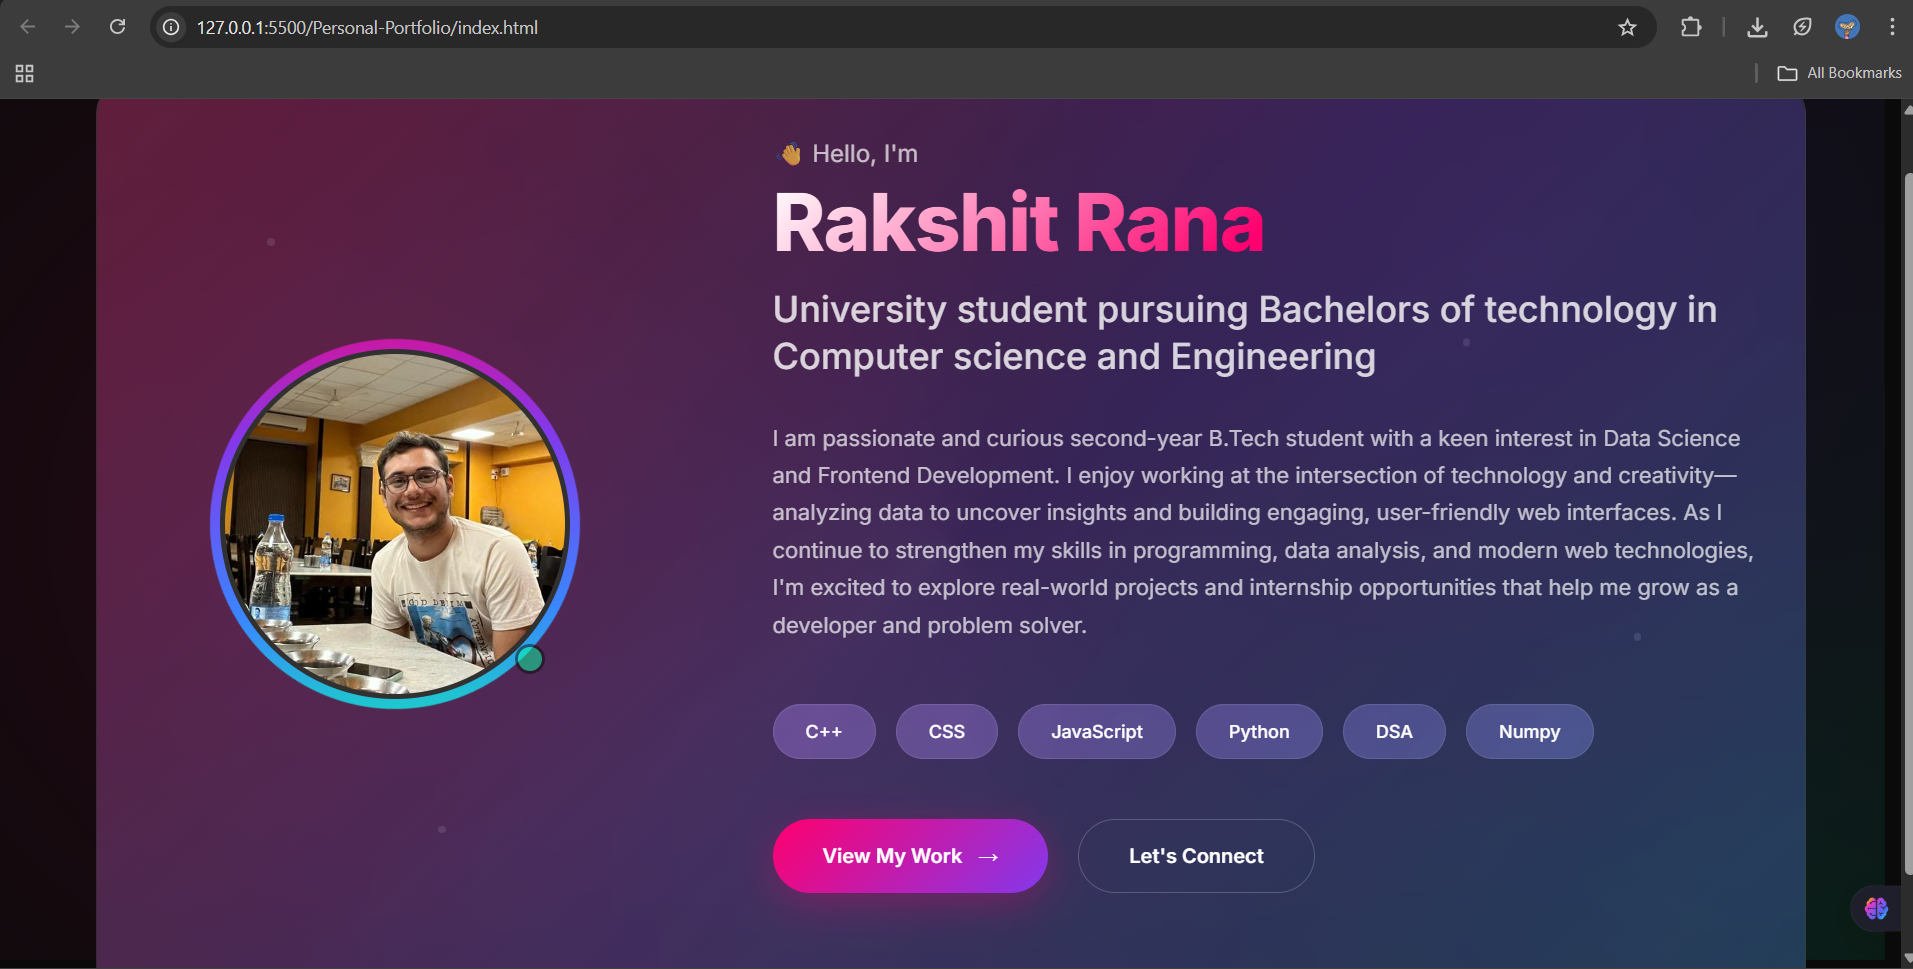 127.0.0.1:5500/Personal-Portfolio/index.html
All Bookmarks
👋 Hello, I'm
Rakshit Rana
University student pursuing Bachelors of technology in
Computer science and Engineering
I am passionate and curious second-year B.Tech student with a keen interest in Data Science
and Frontend Development. I enjoy working at the intersection of technology and creativity—
analyzing data to uncover insights and building engaging, user-friendly web interfaces. As I
continue to strengthen my skills in programming, data analysis, and modern web technologies,
I'm excited to explore real-world projects and internship opportunities that help me grow as a
developer and problem solver.
C++ CSS JavaScript Python DSA Numpy
View My Work → Let's Connect